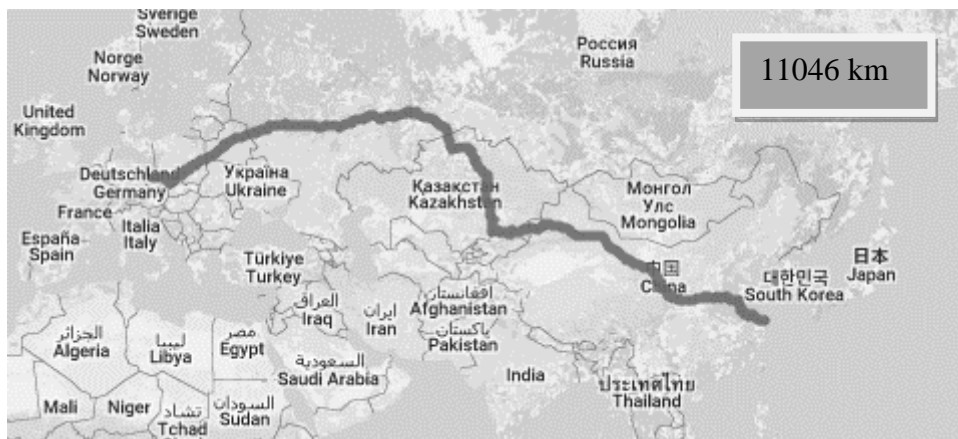 Sverige
Sweden
Norge
Norway
Россия
Russia
11046 km
United
Kingdom
Deutschland
Germany
Україна
Ukraine
Қазақстан
Kazakhstan
Монгол
Улс
Mongolia
France
Italia
Italy
España
Spain
Türkiye
Turkey
中国
China
대한민국
South Korea
日本
Japan
العراق
Iraq
ایران
Iran
افغانستان
Afghanistan
پاکستان
Pakistan
الجزائر
Algeria
ليبيا
Libya
مصر
Egypt
السعودية
Saudi Arabia
India
ประเทศไทย
Thailand
Mali
Niger
تشاد
Tchad
السودان
Sudan